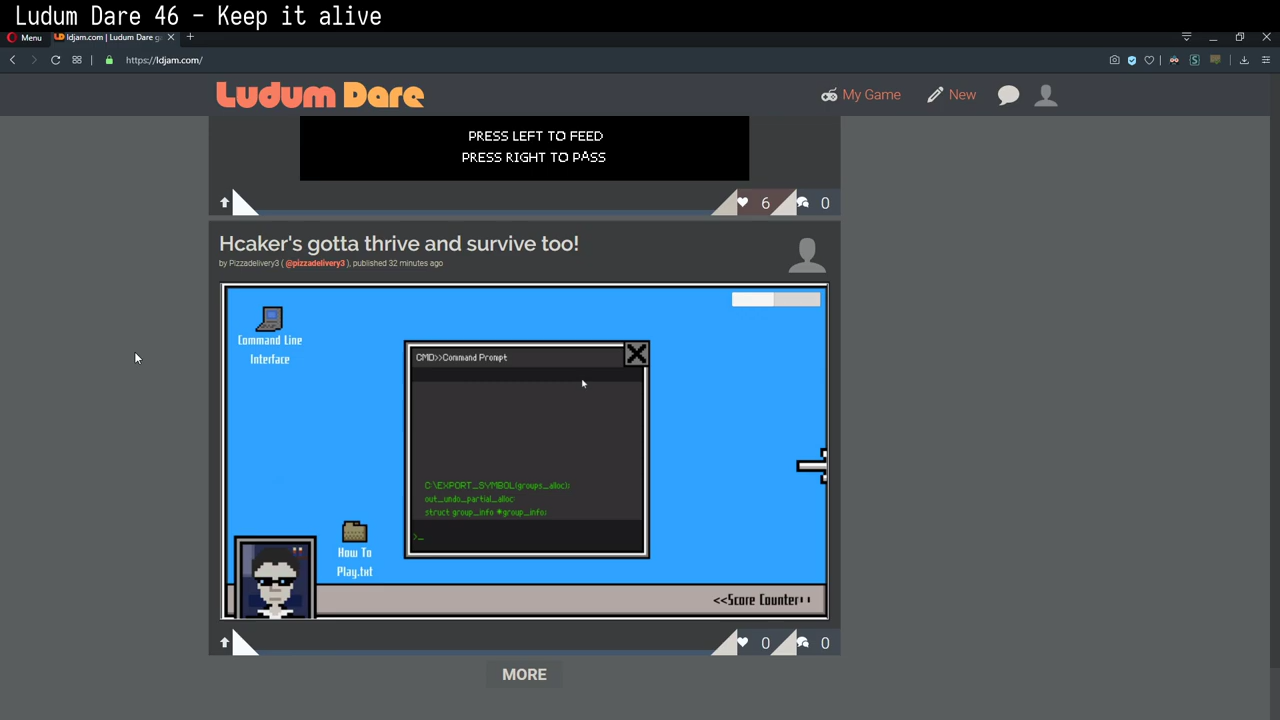 Ludum Dare 46 - Keep it alive
Menu
ldjam.com | Ludum Dare g
https://ldjam.com/
Ludum Dare
My Game
New
PRESS LEFT TO FEED
PRESS RIGHT TO PASS
6
0
Hcaker's gotta thrive and survive too!
by Pizzadelivery3 ( @pizzadelivery3 ), published 32 minutes ago
Command Line
Interface
CMD>>Command Prompt
C:\EXPORT_SYMBOL(groups_alloc);
out_undo_partial_alloc:
struct group_info *group_info;
>_
How To
Play.txt
<<Score Counter
0
0
MORE